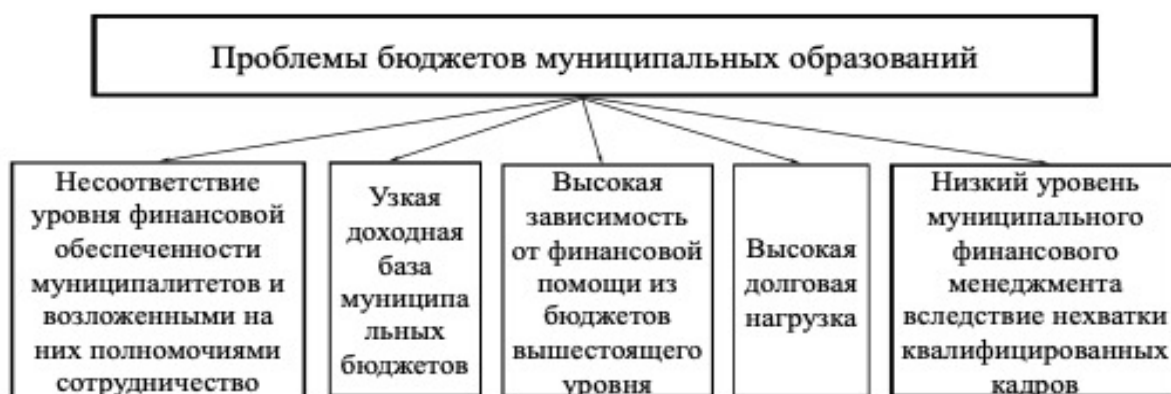 Проблемы бюджетов муниципальных образований
Несоответствие
уровня финансовой
обеспеченности
муниципалитетов и
возложенными на
них полномочиями
сотрудничество
Узкая
доходная
база
муниципа
льных
бюджетов
Высокая
зависимость
от финансовой
помощи из
бюджетов
вышестоящего
уровня
Высокая
долговая
нагрузка
Низкий уровень
муниципального
финансового
менеджмента
вследствие нехватки
квалифицированных
кадров